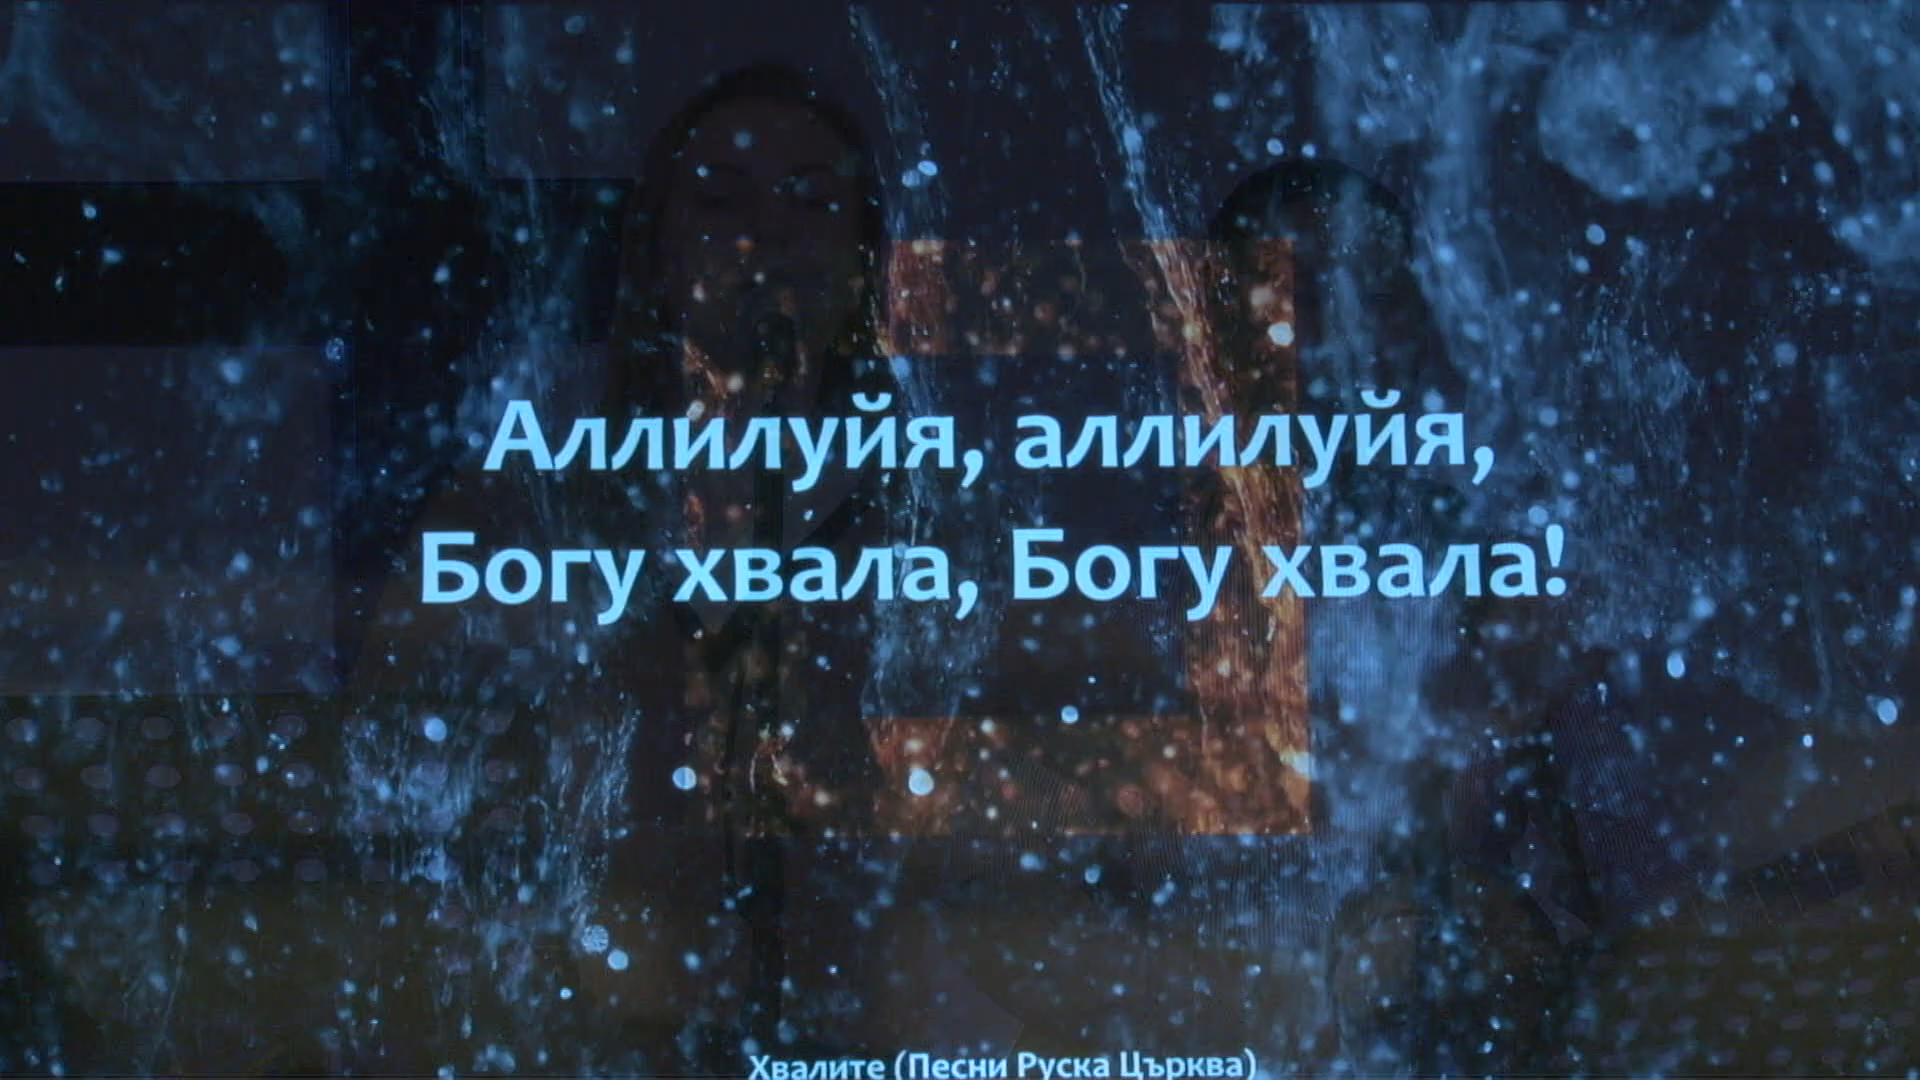 Аллилуйя, аллилуйя,
Богу хвала, Богу хвала!
Хвалите (Песни Руска Църква)